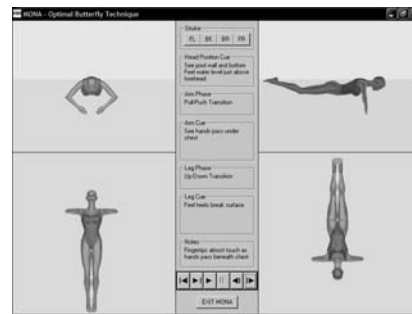 MONA - Optimal Butterfly Technique
Stroke
FL BK BR FR
Head Position Cue
See pool wall and bottom
Feel water level just above
forehead
Arm Phase
Pull-Push Transition
Arm Cue
See hands pass under
chest
Leg Phase
Up-Down Transition
Leg Cue
Feel heels break surface
Notes
Fingertips almost touch as
hands pass beneath chest
EXIT MONA